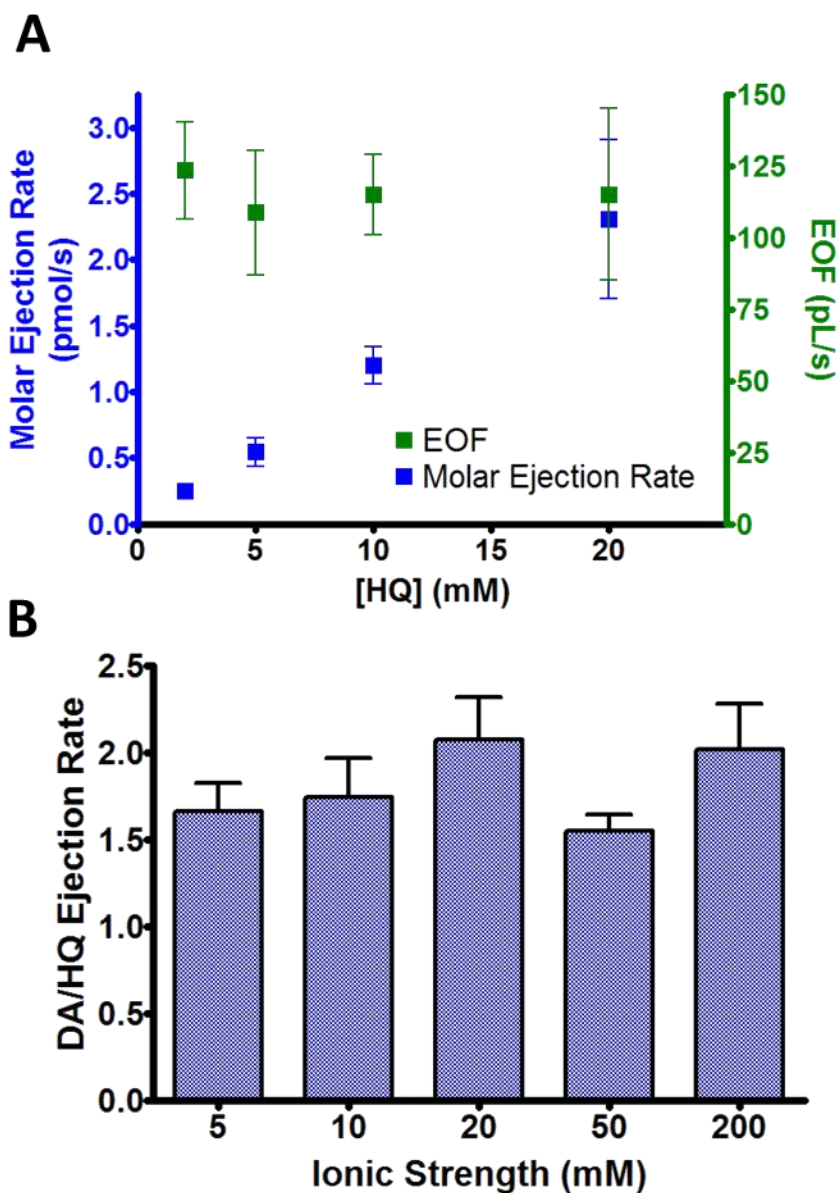 A
Molar Ejection Rate
(pmol/s)
3.0
2.5
2.0
1.5
1.0
0.5
0.0
150
125
100
75
50
25
0
EOF (pL/s)
EOF
Molar Ejection Rate
0 5 10 15 20
[HQ] (mM)
B
DA/HQ Ejection Rate
2.5
2.0
1.5
1.0
0.5
0.0
5 10 20 50 200
Ionic Strength (mM)